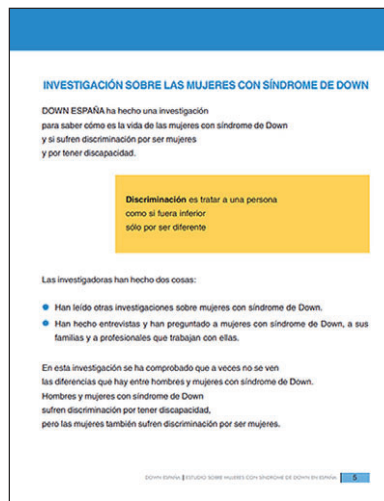 INVESTIGACIÓN SOBRE LAS MUJERES CON SÍNDROME DE DOWN
DOWN ESPAÑA ha hecho una investigación
para saber cómo es la vida de las mujeres con síndrome de Down
y si sufren discriminación por ser mujeres
y por tener discapacidad.
Discriminación es tratar a una persona
como si fuera inferior
sólo por ser diferente
Las investigadoras han hecho dos cosas:
Han leído otras investigaciones sobre mujeres con síndrome de Down.
Han hecho entrevistas y han preguntado a mujeres con síndrome de Down, a sus
familias y a profesionales que trabajan con ellas.
En esta investigación se ha comprobado que a veces no se ven
las diferencias que hay entre hombres y mujeres con síndrome de Down.
Hombres y mujeres con síndrome de Down
sufren discriminación por tener discapacidad,
pero las mujeres también sufren discriminación por ser mujeres.
DOWN ESPAÑA ESTUDIO SOBRE MUJERES CON SÍNDROME DE DOWN EN ESPAÑA 5